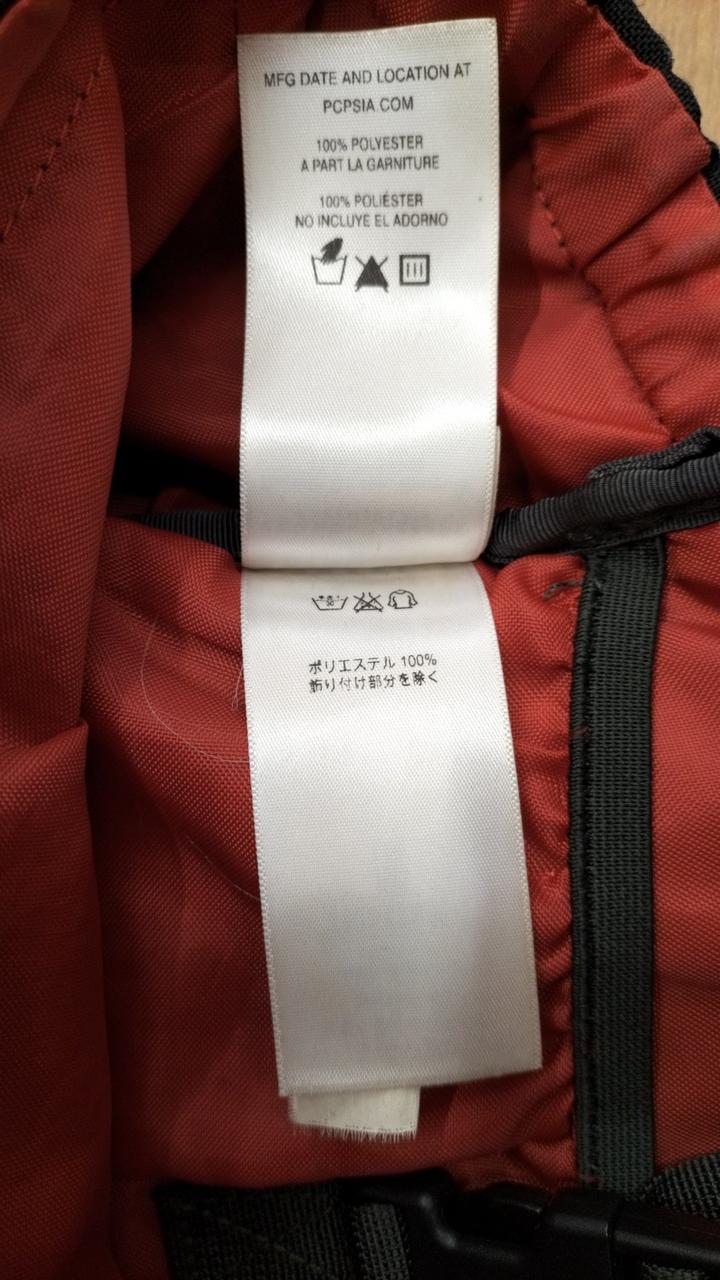 MFG DATE AND LOCATION AT
PCPSIA.COM
100% POLYESTER
A PART LA GARNITURE
100% POLIÉSTER
NO INCLUYE EL ADORNO
ポリエステル 100%
飾り付け部分を除く